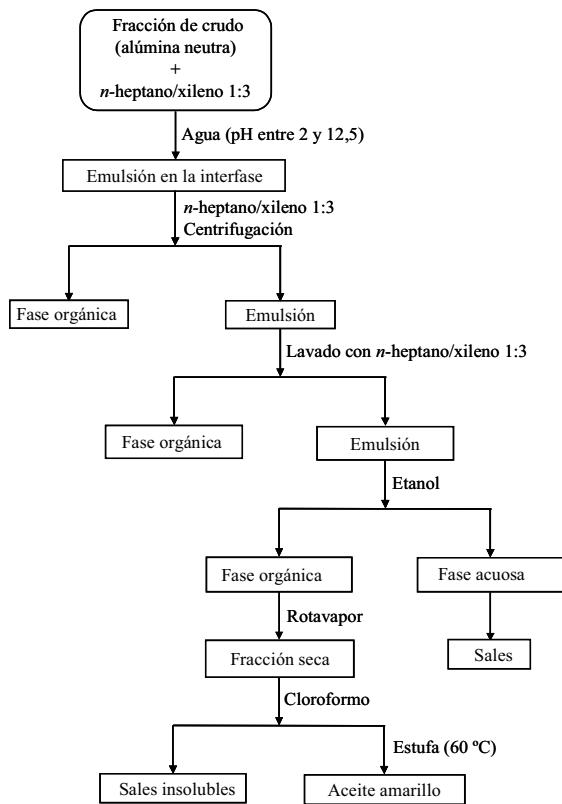 Fracción de crudo
(alúmina neutra)
+
n-heptano/xileno 1:3
Agua (pH entre 2 y 12,5)
Emulsión en la interfase
n-heptano/xileno 1:3
Centrifugación
Fase orgánica
Emulsión
Lavado con n-heptano/xileno 1:3
Fase orgánica
Emulsión
Etanol
Fase orgánica
Fase acuosa
Rotavapor
Sales
Fracción seca
Cloroformo
Estufa (60 ºC)
Sales insolubles
Aceite amarillo